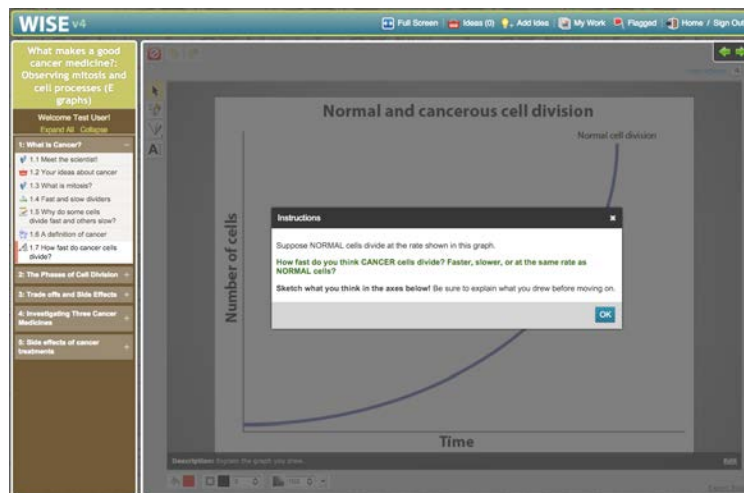 WISE v4
Full Screen
Ideas (0)
Add Idea
My Work
Flagged
Home / Sign Out
What makes a good
cancer medicine?:
Observing mitosis and
cell processes (E
graphs)
Welcome Test User!
Expand All Collapse
1: What is Cancer?
1.1 Meet the scientist!
1.2 Your ideas about cancer
1.3 What is mitosis?
1.4 Fast and slow dividers
1.5 Why do some cells
divide fast and others slow?
1.6 A definition of cancer
1.7 How fast do cancer cells
divide?
2: The Phases of Cell Division
3: Trade offs and Side Effects
4: Investigating Three Cancer
Medicines
5: Side effects of cancer
treatments
Normal and cancerous cell division
Normal cell division
Number of cells
Instructions
Suppose NORMAL cells divide at the rate shown in this graph.
How fast do you think CANCER cells divide? Faster, slower, or at the same rate as
NORMAL cells?
Sketch what you think in the axes below! Be sure to explain what you drew before moving on.
OK
Time
Description: Explain the graph you drew.
Edit